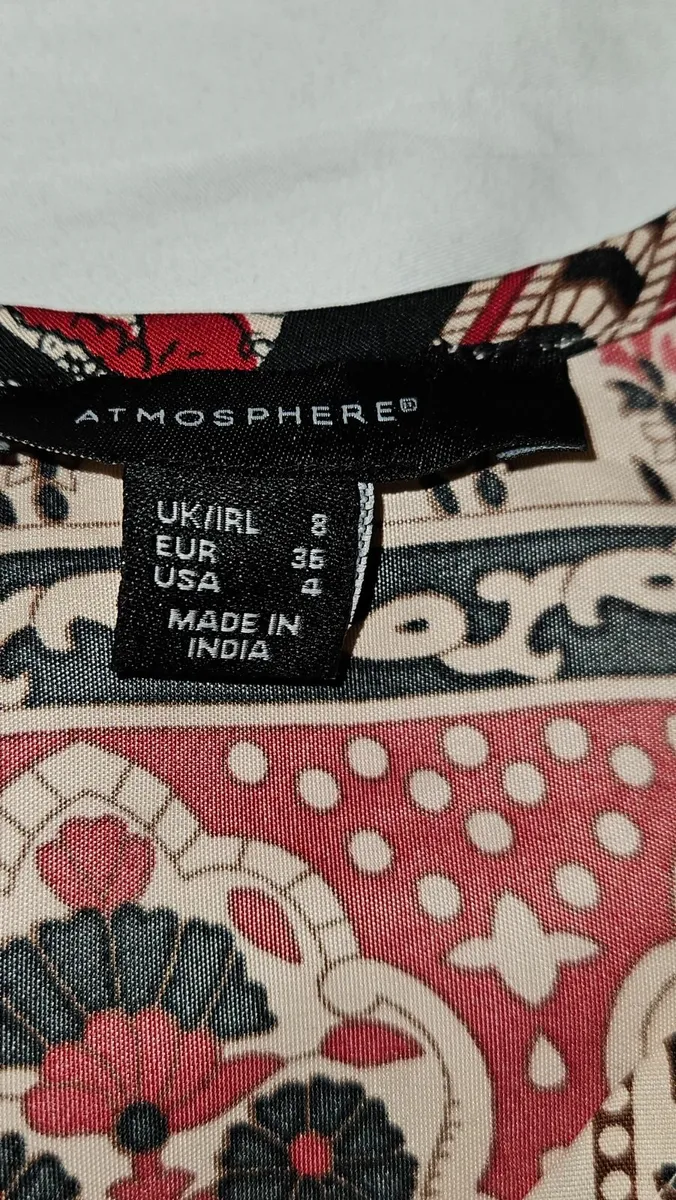 ATMOSPHERE®
UK/IRL 8
EUR 36
USA 4
MADE IN
INDIA